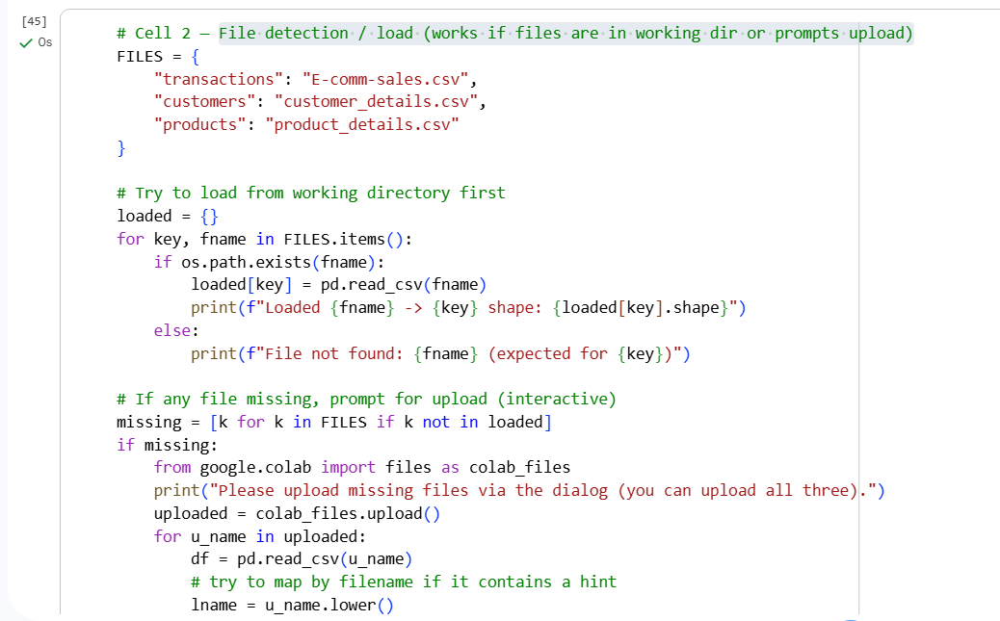 [45]
0s
# Cell 2 — File detection / load (works if files are in working dir or prompts upload)
FILES = {
    "transactions": "E-comm-sales.csv",
    "customers": "customer_details.csv",
    "products": "product_details.csv"
}

# Try to load from working directory first
loaded = {}
for key, fname in FILES.items():
    if os.path.exists(fname):
        loaded[key] = pd.read_csv(fname)
        print(f"Loaded {fname} -> {key} shape: {loaded[key].shape}")
    else:
        print(f"File not found: {fname} (expected for {key})")

# If any file missing, prompt for upload (interactive)
missing = [k for k in FILES if k not in loaded]
if missing:
    from google.colab import files as colab_files
    print("Please upload missing files via the dialog (you can upload all three).")
    uploaded = colab_files.upload()
    for u_name in uploaded:
        df = pd.read_csv(u_name)
        # try to map by filename if it contains a hint
        lname = u_name.lower()